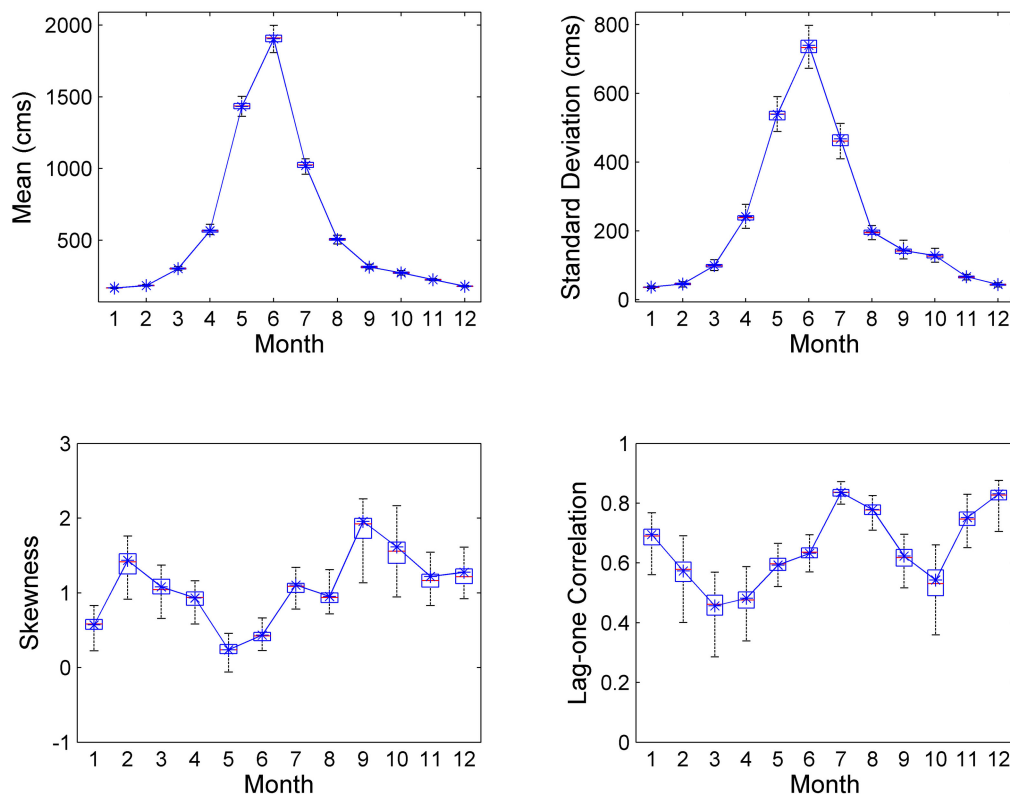 Mean (cms)
2000
1500
1000
500
1 2 3 4 5 6 7 8 9 10 11 12
Month
Standard Deviation (cms)
800
600
400
200
0
1 2 3 4 5 6 7 8 9 10 11 12
Month
Skewness
3
2
1
0
-1
1 2 3 4 5 6 7 8 9 10 11 12
Month
Lag-one Correlation
1
0.8
0.6
0.4
0.2
0
1 2 3 4 5 6 7 8 9 10 11 12
Month